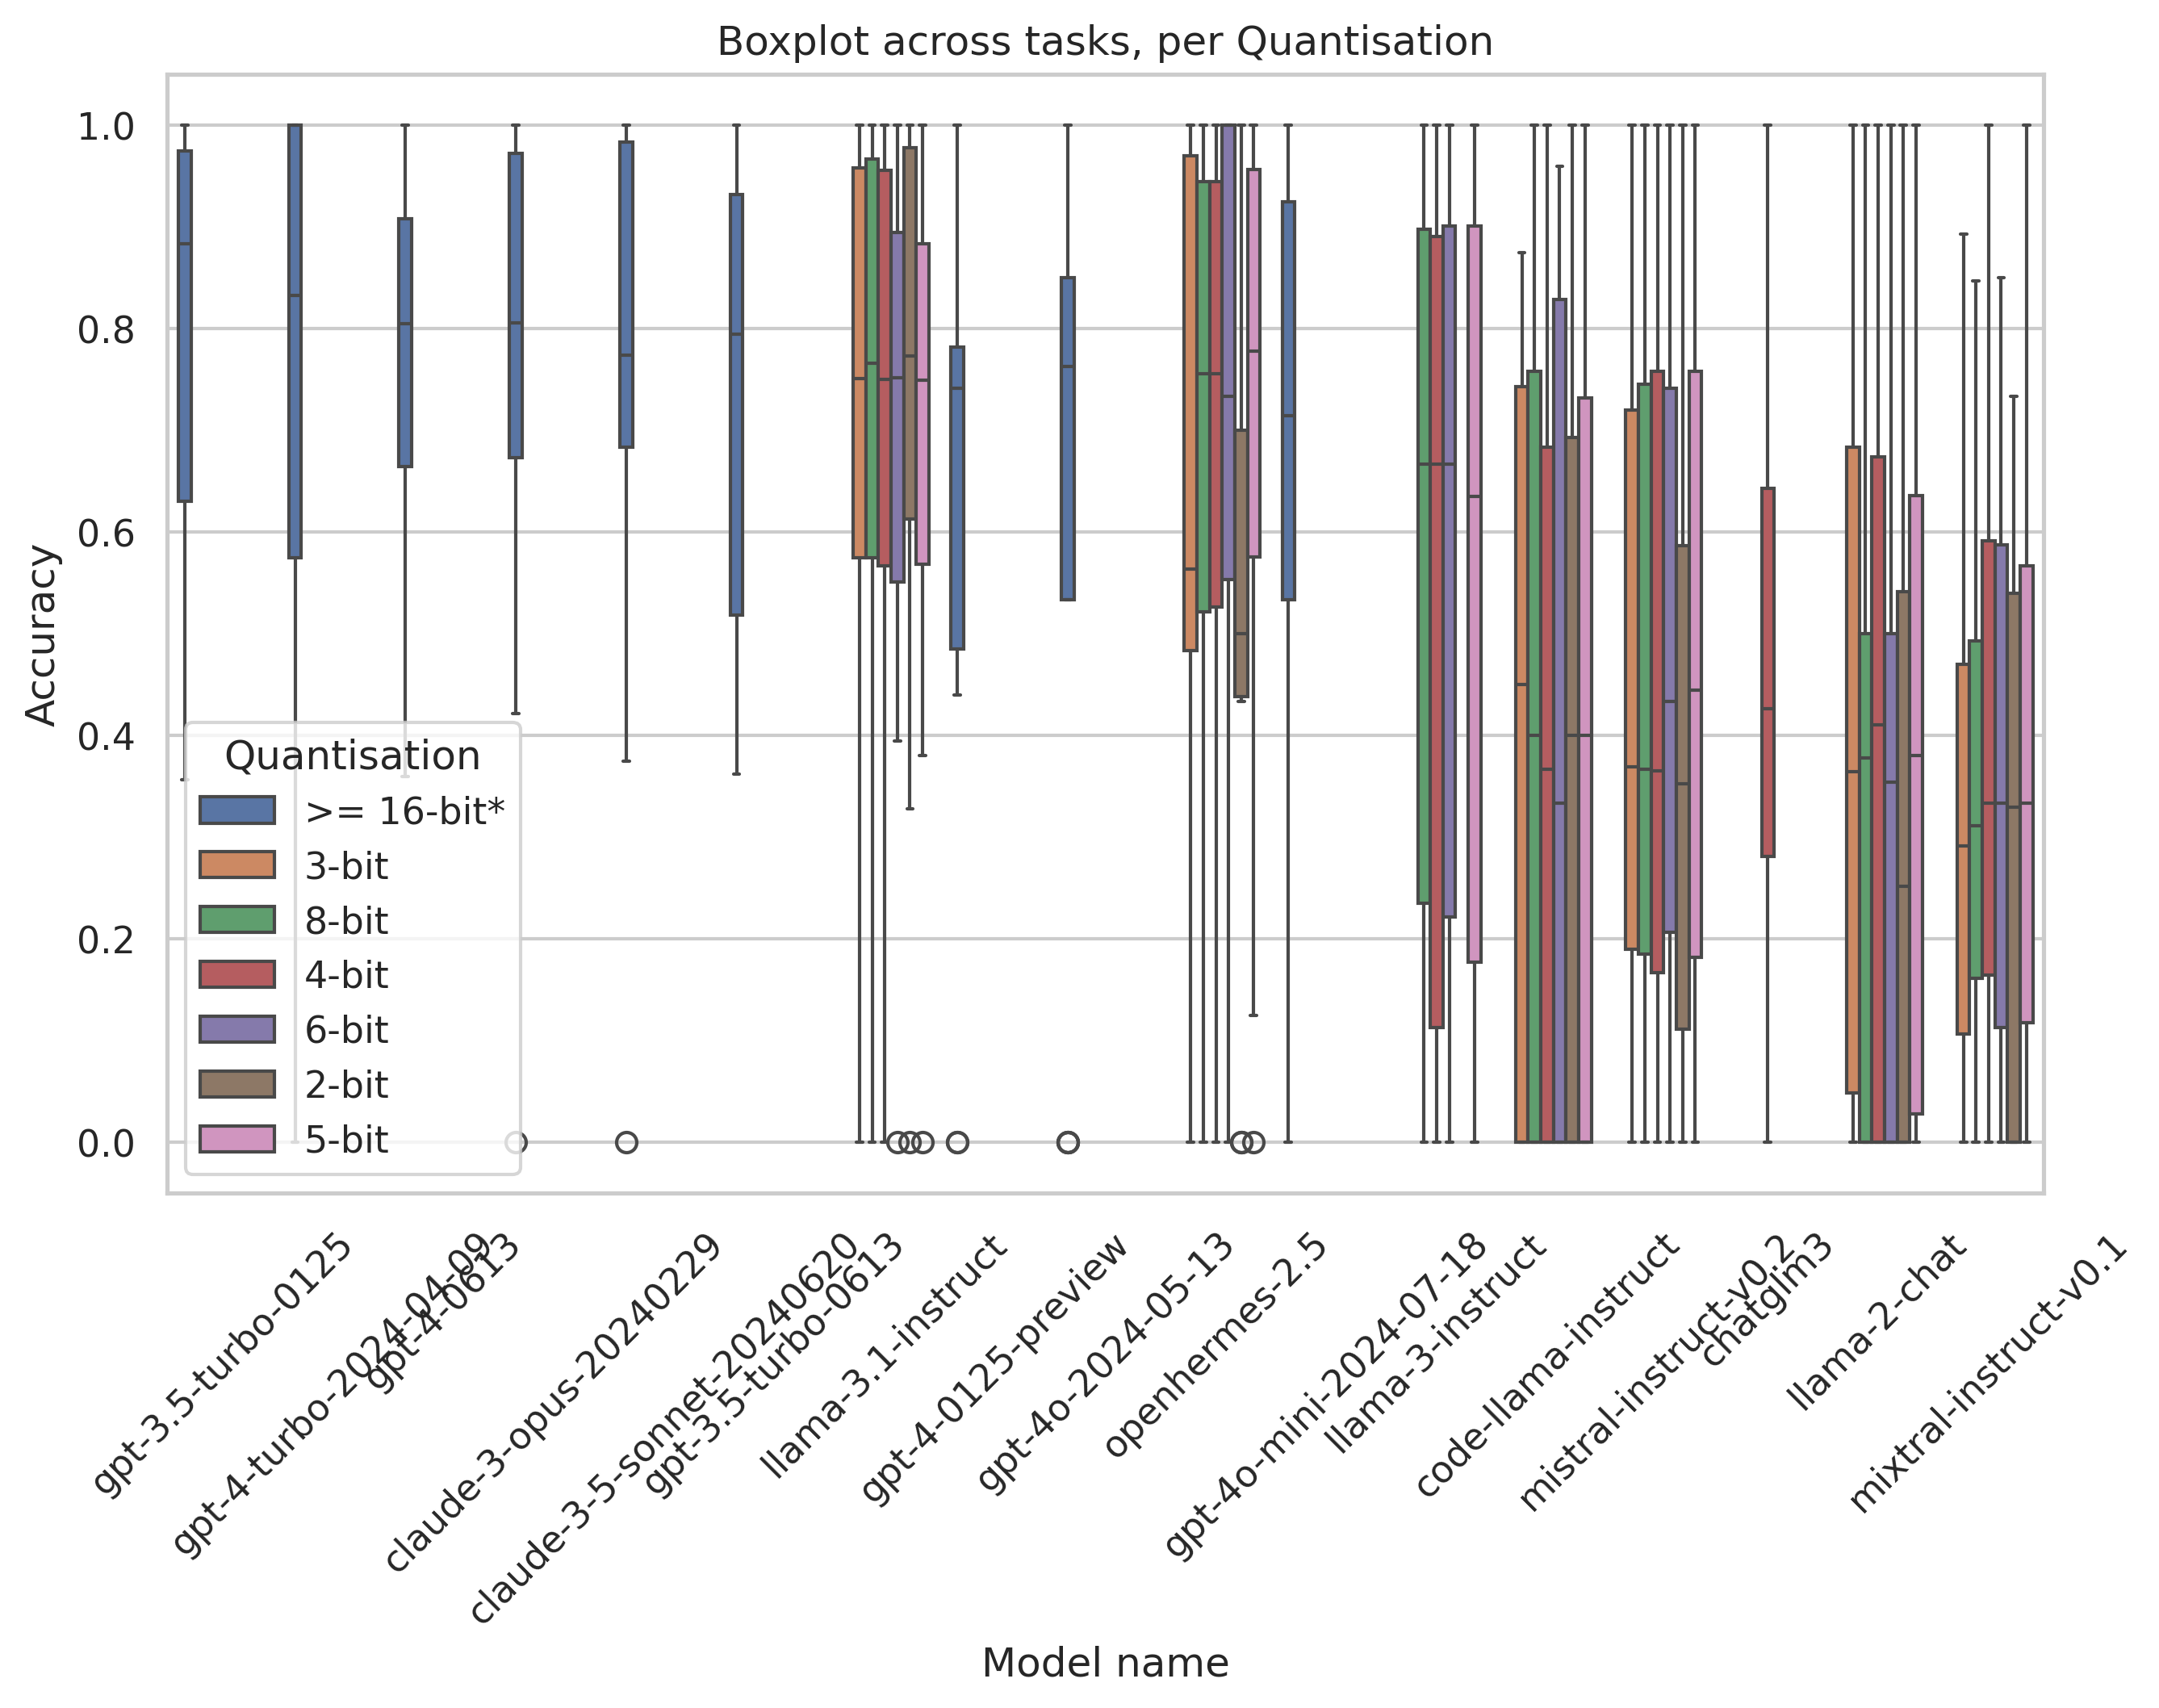 Boxplot across tasks, per Quantisation
Accuracy
1.0
0.8
0.6
0.4
0.2
0.0
Quantisation
>= 16-bit*
3-bit
8-bit
4-bit
6-bit
2-bit
5-bit
gpt-3.5-turbo-0125
gpt-4-turbo-2024-04-09
gpt-4-0613
claude-3-opus-20240229
claude-3-5-sonnet-20240620
gpt-3.5-turbo-0613
llama-3.1-instruct
gpt-4-0125-preview
gpt-4o-2024-05-13
openhermes-2.5
gpt-4o-mini-2024-07-18
llama-3-instruct
code-llama-instruct
mistral-instruct-v0.2
chatglm3
llama-2-chat
mixtral-instruct-v0.1
Model name